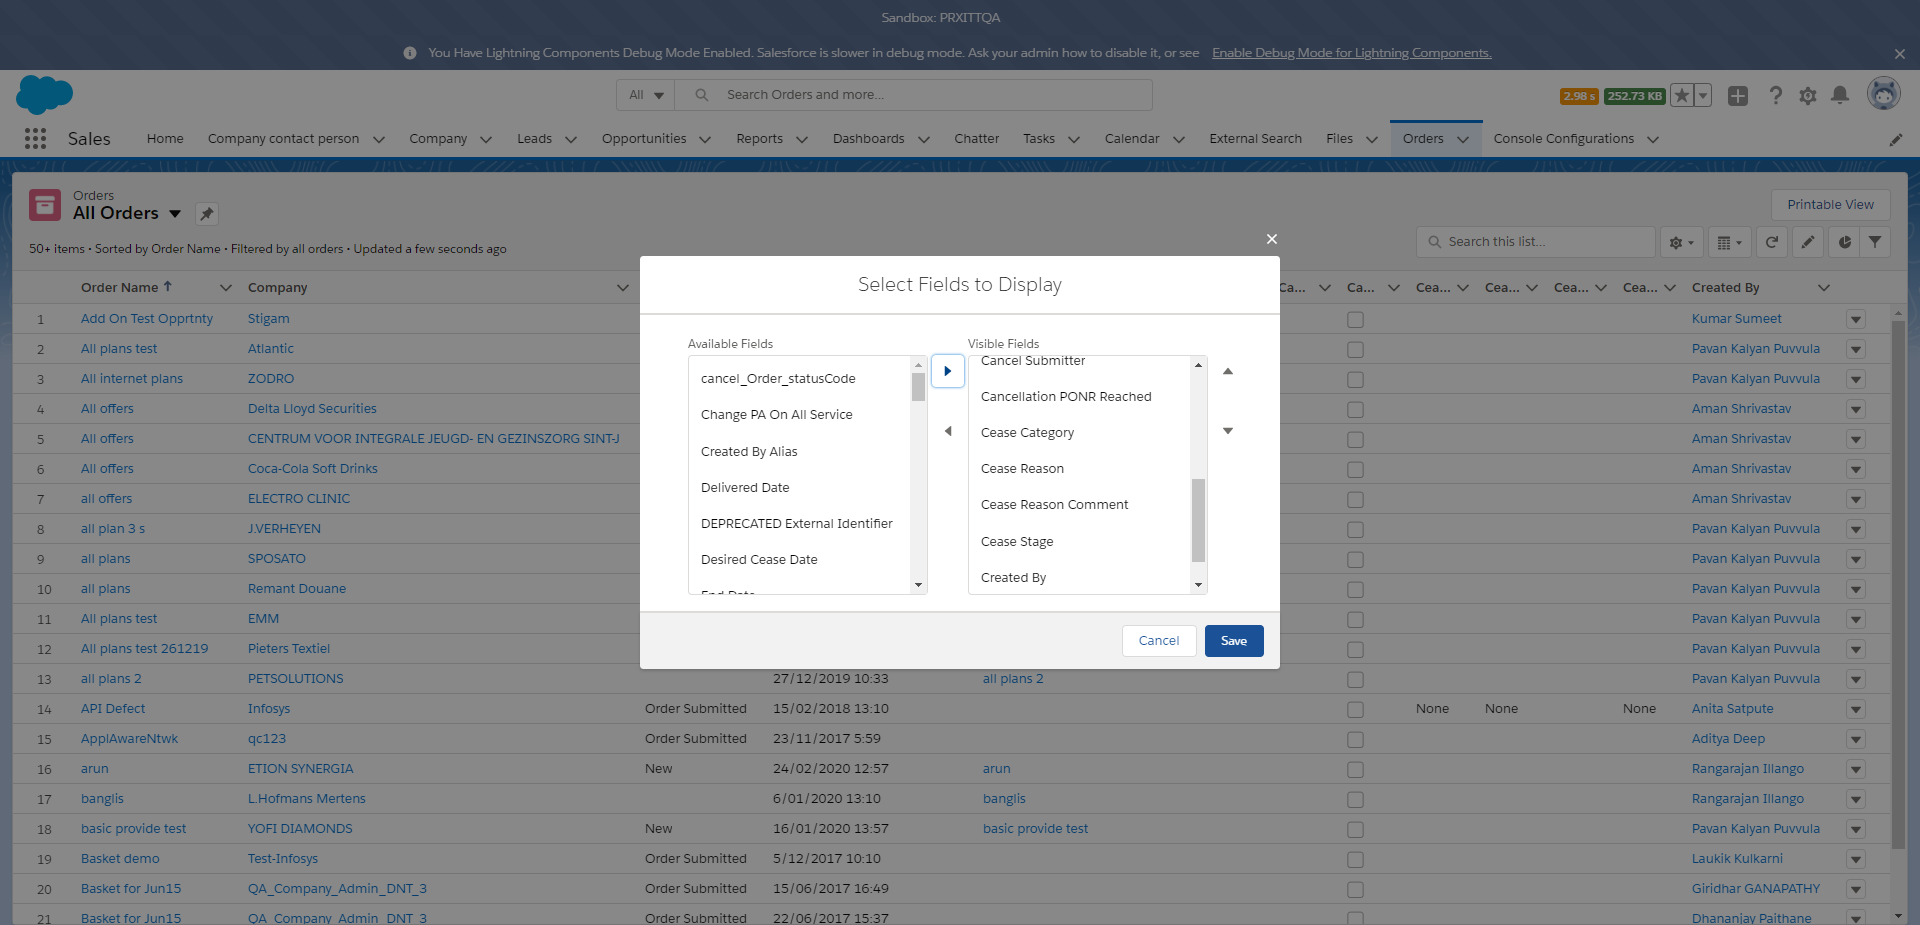 Sandbox: PRXITTQA
You Have Lightning Components Debug Mode Enabled. Salesforce is slower in debug mode. Ask your admin how to disable it, or see Enable Debug Mode for Lightning Components.
All Search Orders and more... 2.98 s 252.73 KB
Sales Home Company contact person Company Leads Opportunities Reports Dashboards Chatter Tasks Calendar External Search Files Orders Console Configurations
Orders
All Orders
Printable View
50+ items • Sorted by Order Name • Filtered by all orders • Updated a few seconds ago
Search this list...
Order Name Company Ca... Ca... Cea... Cea... Cea... Cea... Created By
1 Add On Test Opprtnty Stigam Kumar Sumeet
2 All plans test Atlantic Pavan Kalyan Puvvula
3 All internet plans ZODRO Pavan Kalyan Puvvula
4 All offers Delta Lloyd Securities Aman Shrivastav
5 All offers CENTRUM VOOR INTEGRALE JEUGD- EN GEZINSZORG SINT-J Aman Shrivastav
6 All offers Coca-Cola Soft Drinks Aman Shrivastav
7 all offers ELECTRO CLINIC Aman Shrivastav
8 all plan 3 s J.VERHEYEN Pavan Kalyan Puvvula
9 all plans SPOSATO Pavan Kalyan Puvvula
10 all plans Remant Douane Pavan Kalyan Puvvula
11 All plans test EMM Pavan Kalyan Puvvula
12 All plans test 261219 Pieters Textiel Pavan Kalyan Puvvula
13 all plans 2 PETSOLUTIONS 27/12/2019 10:33 all plans 2 Pavan Kalyan Puvvula
14 API Defect Infosys Order Submitted 15/02/2018 13:10 None None None Anita Satpute
15 ApplAwareNtwk qc123 Order Submitted 23/11/2017 5:59 Aditya Deep
16 arun ETION SYNERGIA New 24/02/2020 12:57 arun Rangarajan Illango
17 banglis L.Hofmans Mertens 6/01/2020 13:10 banglis Rangarajan Illango
18 basic provide test YOFI DIAMONDS New 16/01/2020 13:57 basic provide test Pavan Kalyan Puvvula
19 Basket demo Test-Infosys Order Submitted 5/12/2017 10:10 Laukik Kulkarni
20 Basket for Jun15 QA_Company_Admin_DNT_3 Order Submitted 15/06/2017 16:49 Giridhar GANAPATHY
21 Basket for Jun15 QA_Company_Admin_DNT_3 Order Submitted 22/06/2017 15:37 Dhananjay Paithane
Select Fields to Display
Available Fields
cancel_Order_statusCode
Change PA On All Service
Created By Alias
Delivered Date
DEPRECATED External Identifier
Desired Cease Date
End Date
Visible Fields
Cancel Submitter
Cancellation PONR Reached
Cease Category
Cease Reason
Cease Reason Comment
Cease Stage
Created By
Cancel Save